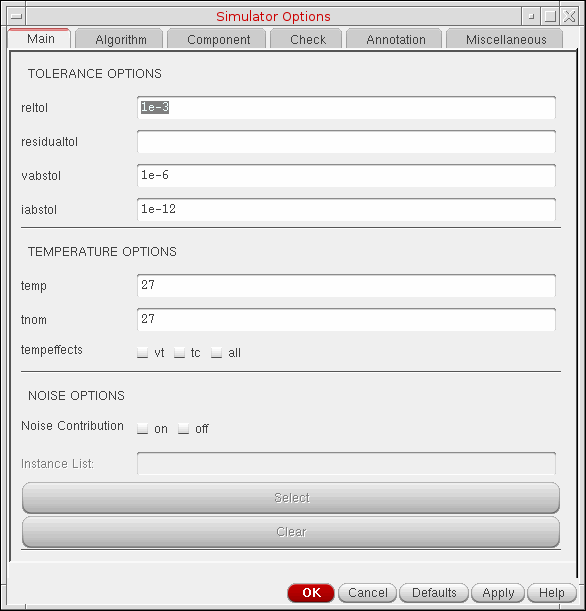 Simulator Options
Main Algorithm Component Check Annotation Miscellaneous
TOLERANCE OPTIONS
reltol 1e-3
residualtol
vabstol 1e-6
iabstol 1e-12
TEMPERATURE OPTIONS
temp 27
tnom 27
tempeffects vt tc all
NOISE OPTIONS
Noise Contribution on off
Instance List:
Select
Clear
OK Cancel Defaults Apply Help